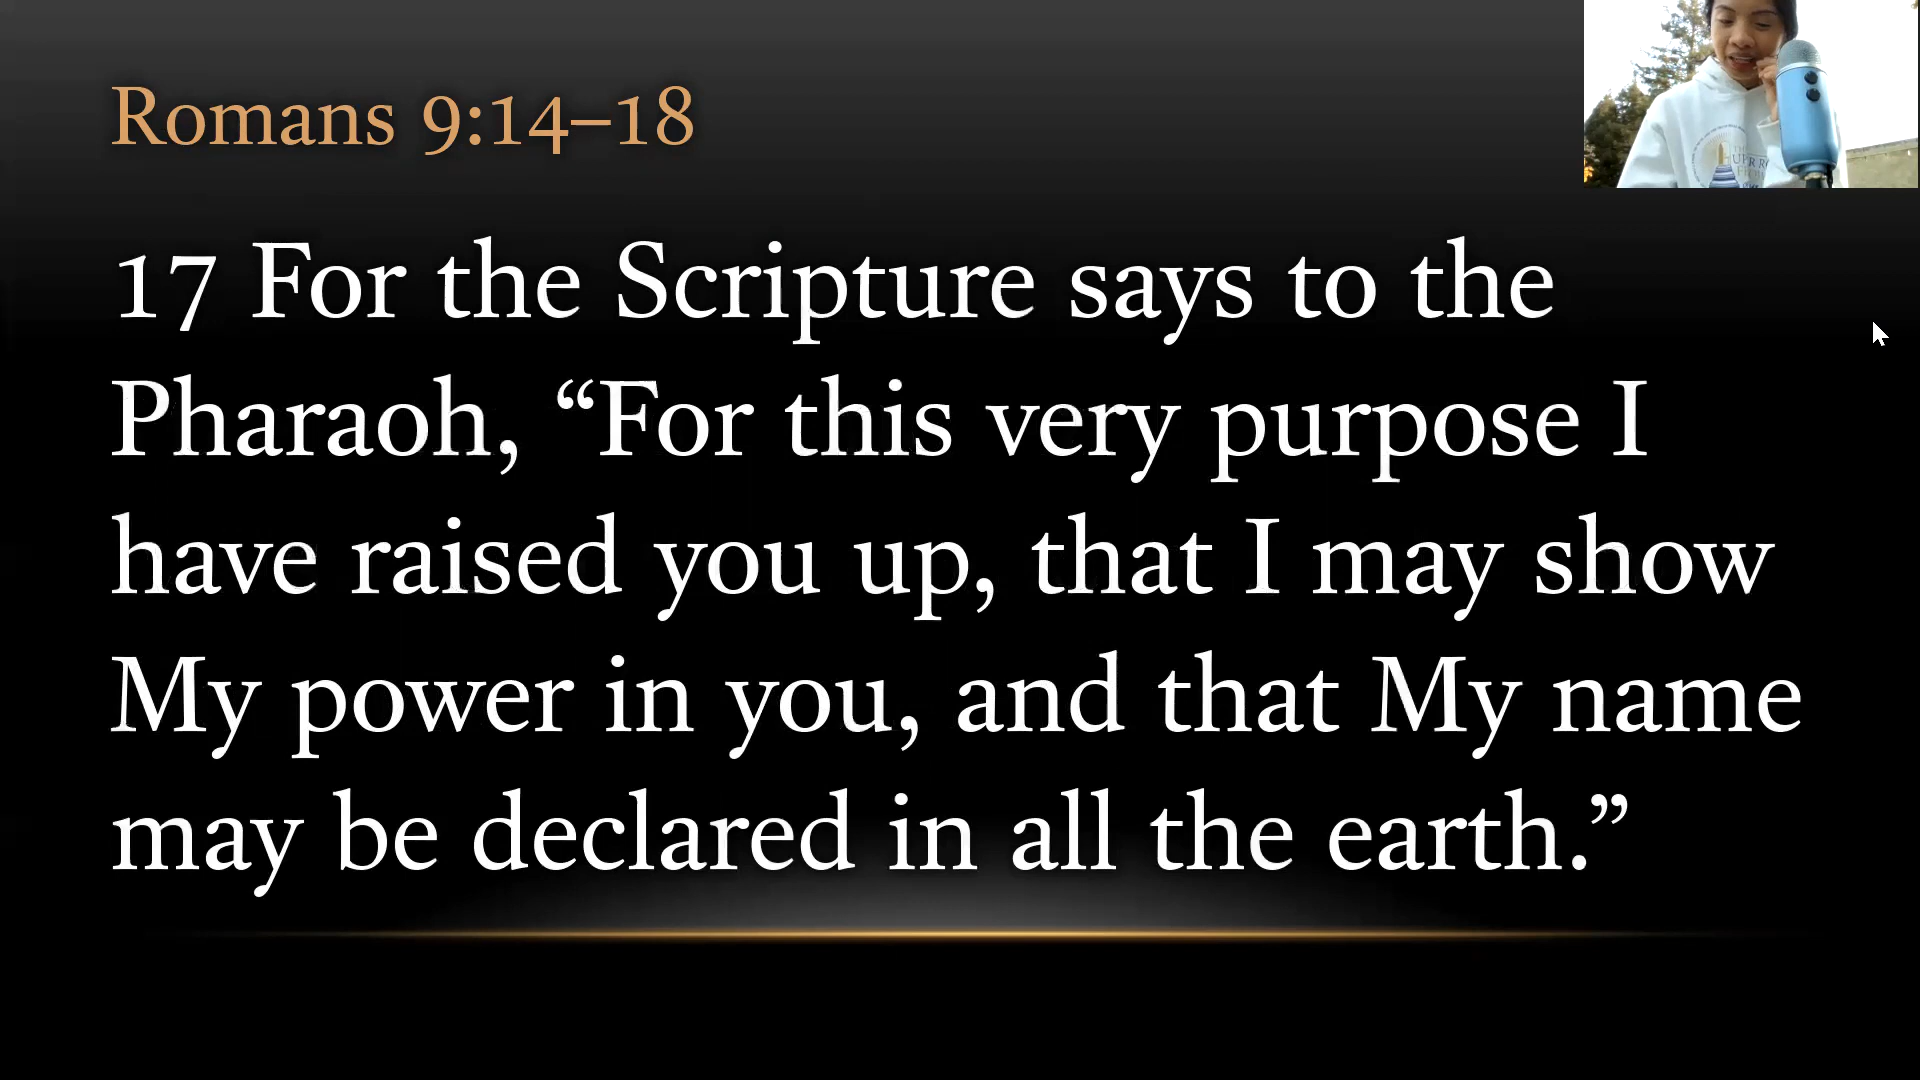 Romans 9:14–18
17 For the Scripture says to the
Pharaoh, “For this very purpose I
have raised you up, that I may show
My power in you, and that My name
may be declared in all the earth.”